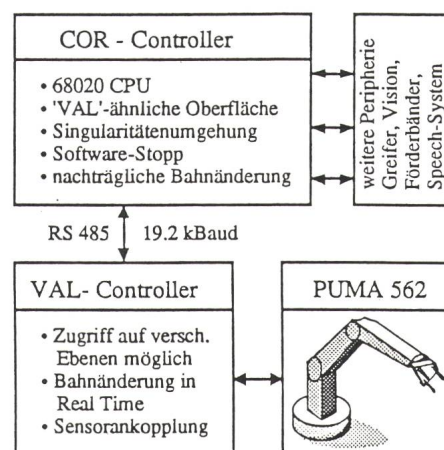 COR - Controller
• 68020 CPU
• 'VAL'-ähnliche Oberfläche
• Singularitätenumgehung
• Software-Stopp
• nachträgliche Bahnänderung
weitere Peripherie
Greifer, Vision,
Förderbänder,
Speech-System
RS 485
19.2 kBaud
VAL- Controller
• Zugriff auf versch.
Ebenen möglich
• Bahnänderung in
Real Time
• Sensorankopplung
PUMA 562